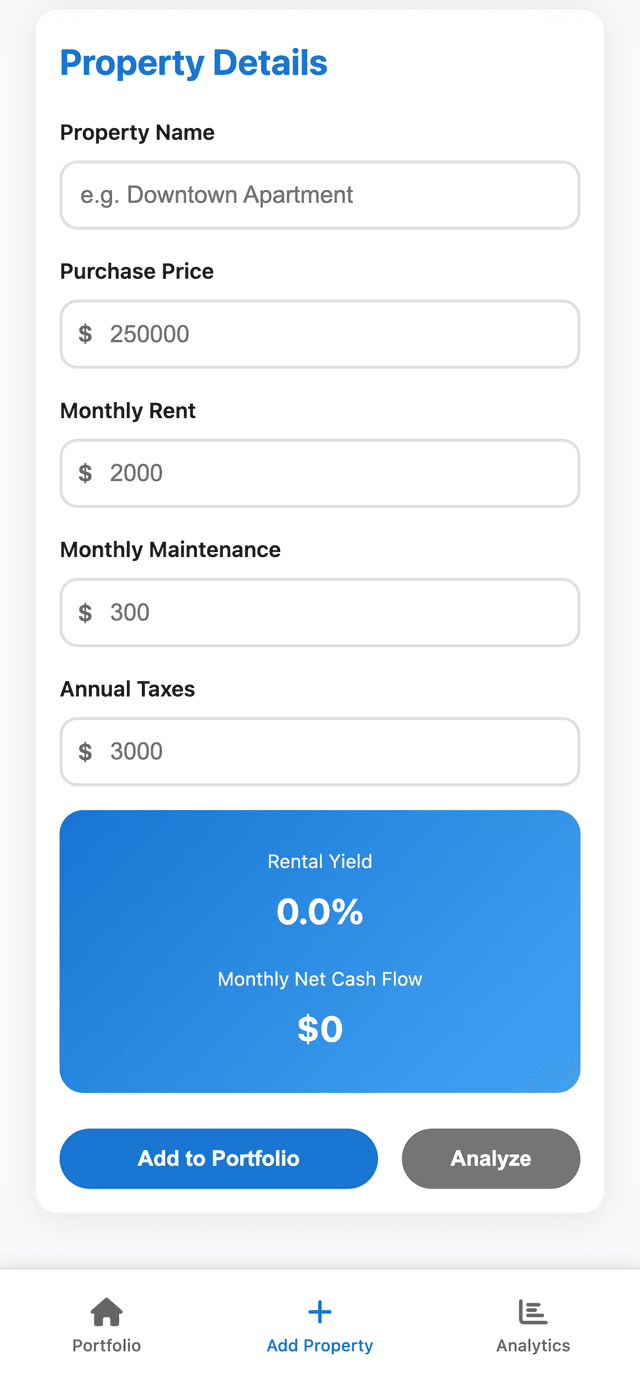 Property Details
Property Name
e.g. Downtown Apartment
Purchase Price
$ 250000
Monthly Rent
$ 2000
Monthly Maintenance
$ 300
Annual Taxes
$ 3000
Rental Yield
0.0%
Monthly Net Cash Flow
$0
Add to Portfolio Analyze
Portfolio Add Property Analytics